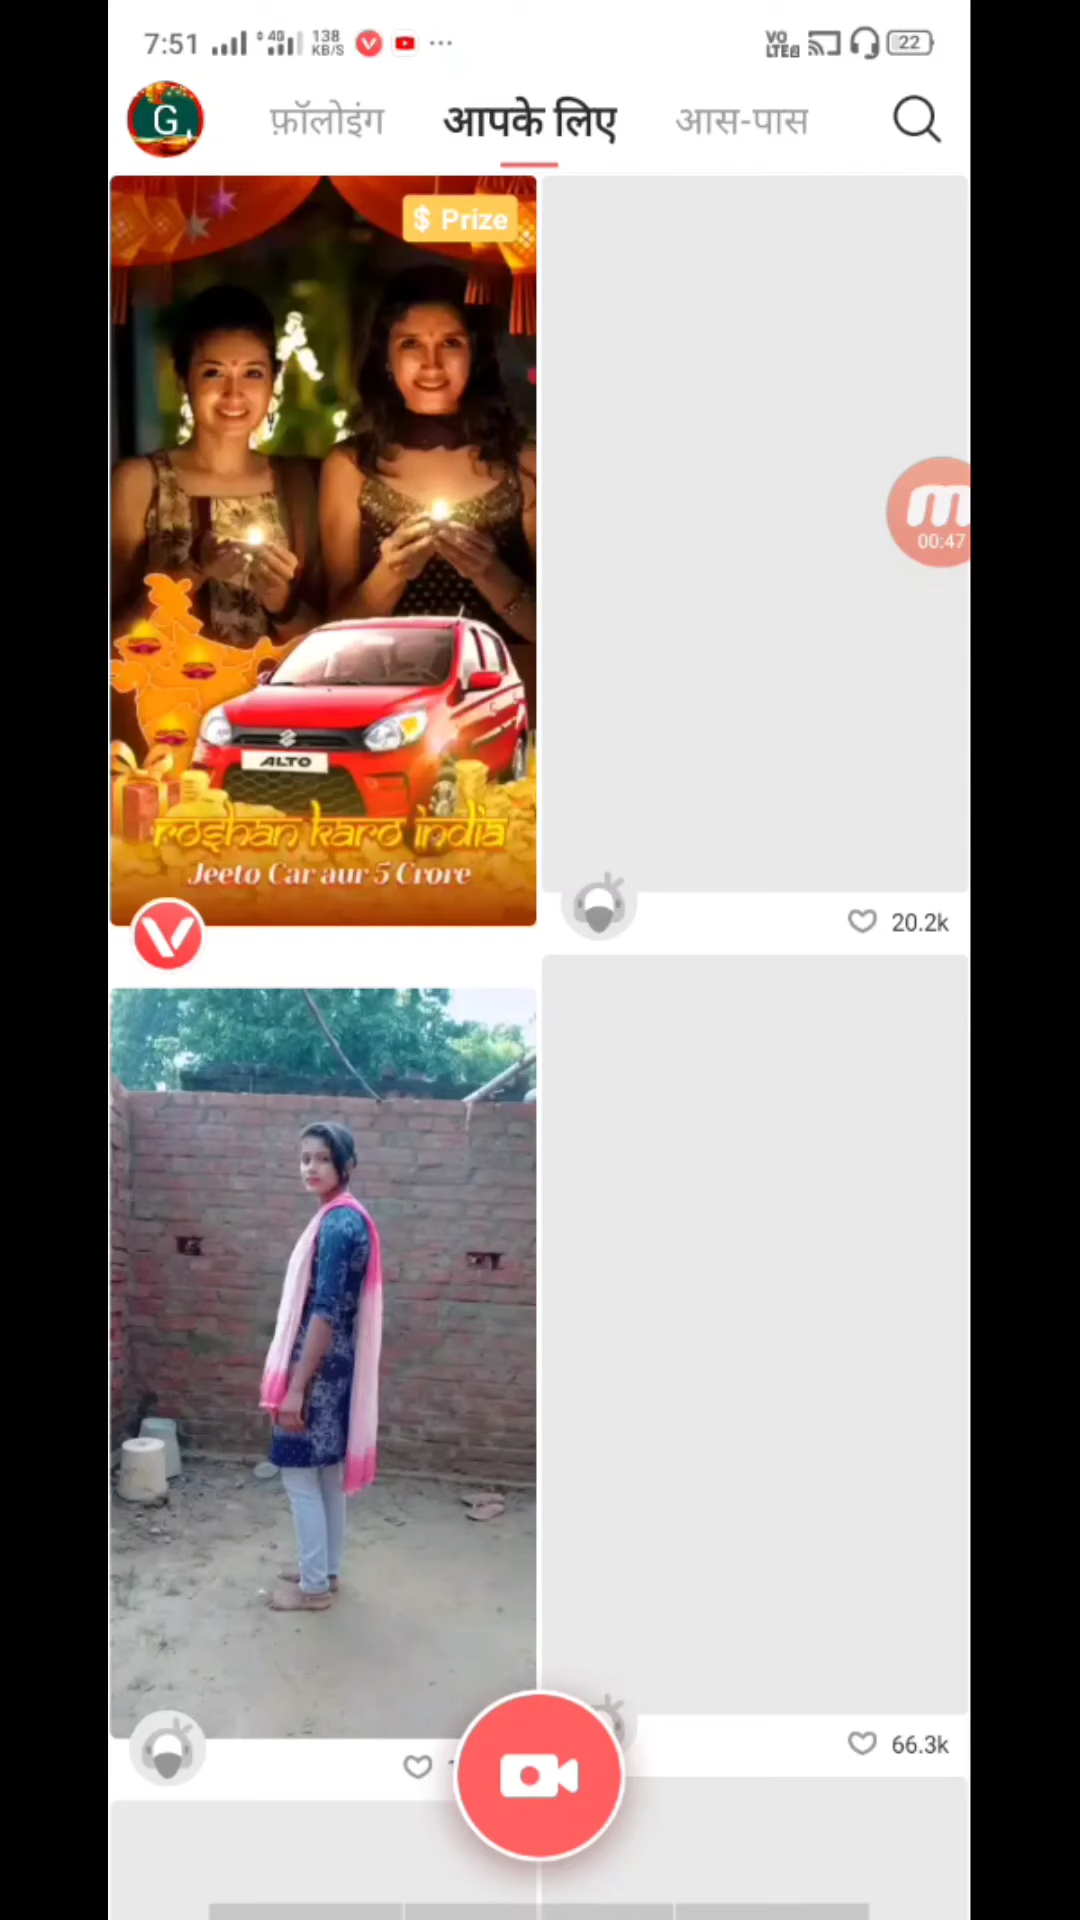 7:51 4G 138 KB/S VO LTE 22
G फ़ॉलोइंग आपके लिए आस-पास
$ Prize
00:47
ALTO
roshan karo india
Jeeto Car aur 5 Crore
20.2k
66.3k